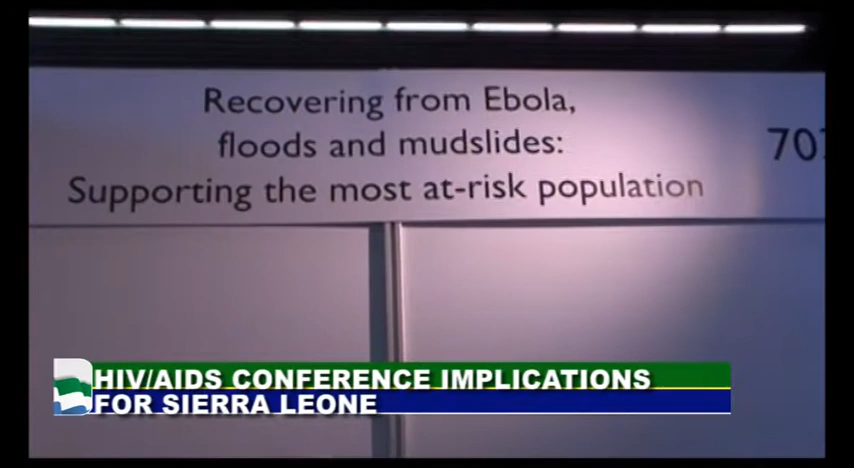 Recovering from Ebola,
floods and mudslides:
Supporting the most at-risk population
HIV/AIDS CONFERENCE IMPLICATIONS
FOR SIERRA LEONE